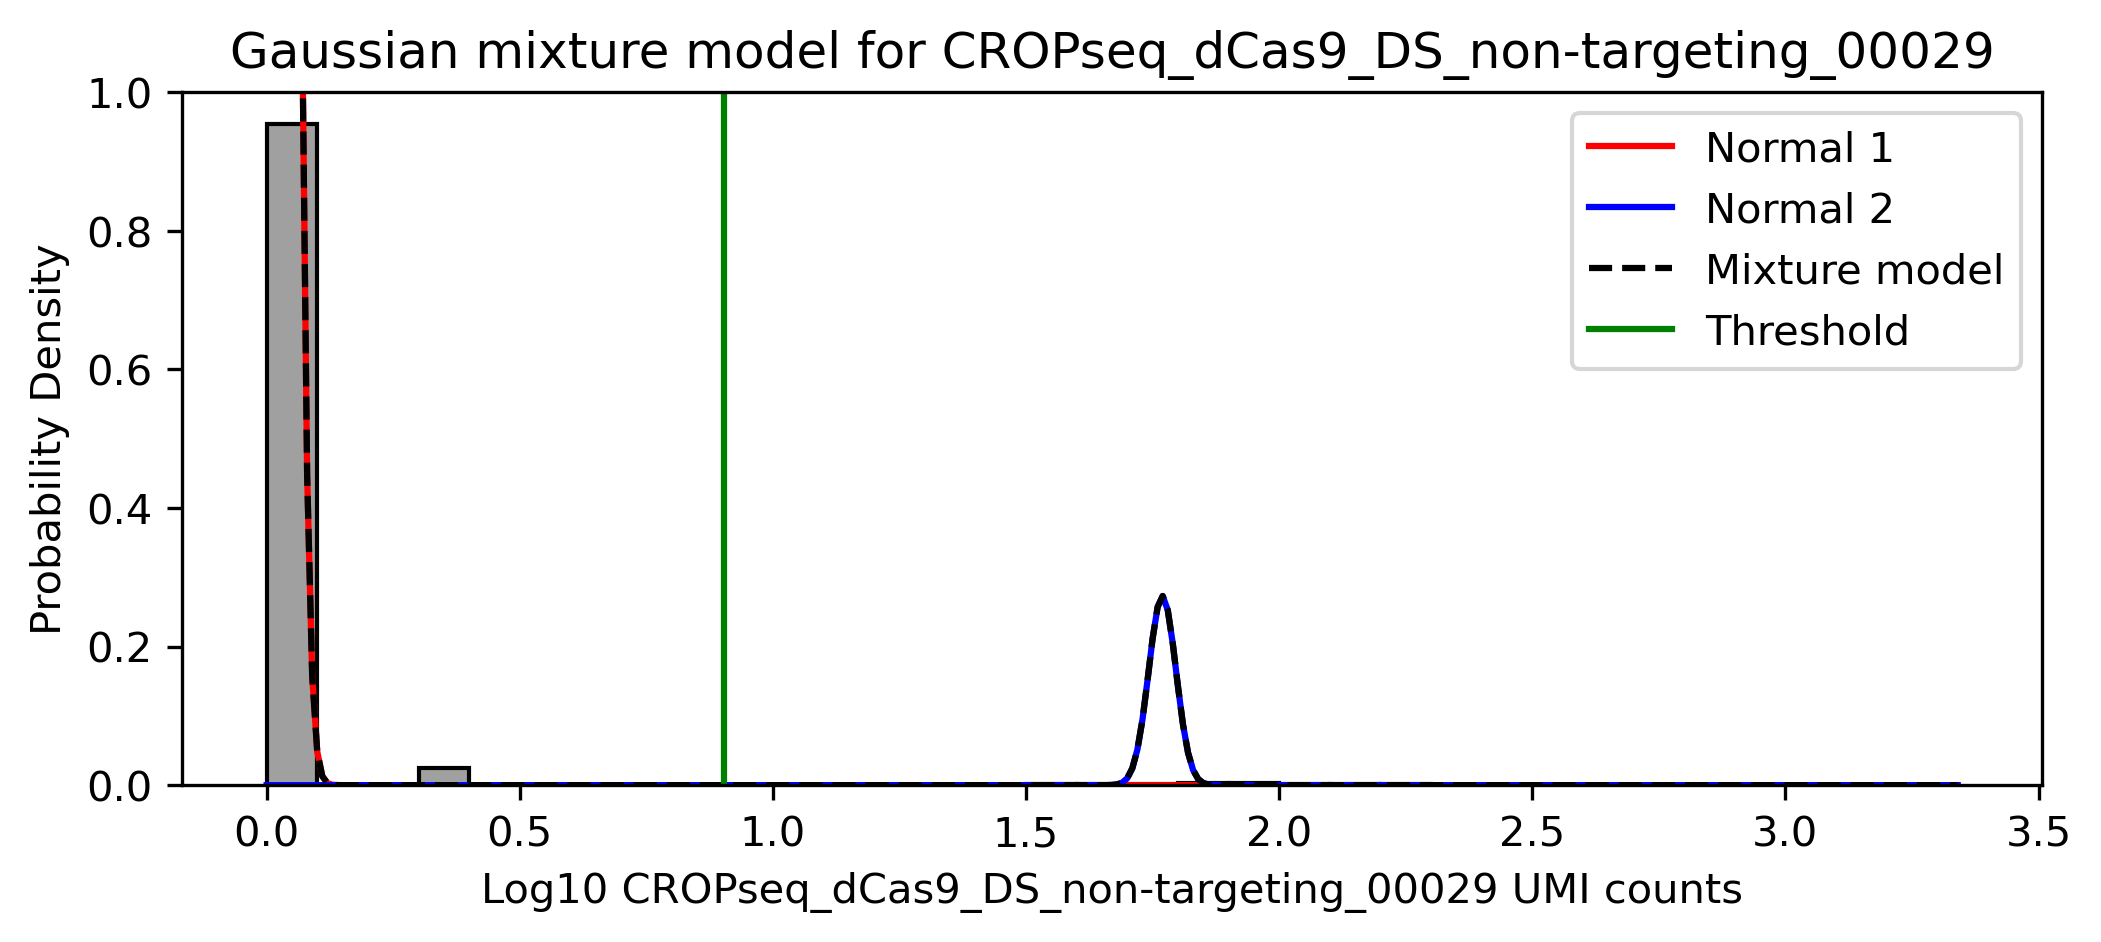 Gaussian mixture model for CROPseq_dCas9_DS_non-targeting_00029
1.0
0.8
0.6
0.4
0.2
0.0
Probability Density
Normal 1
Normal 2
Mixture model
Threshold
0.0 0.5 1.0 1.5 2.0 2.5 3.0 3.5
Log10 CROPseq_dCas9_DS_non-targeting_00029 UMI counts